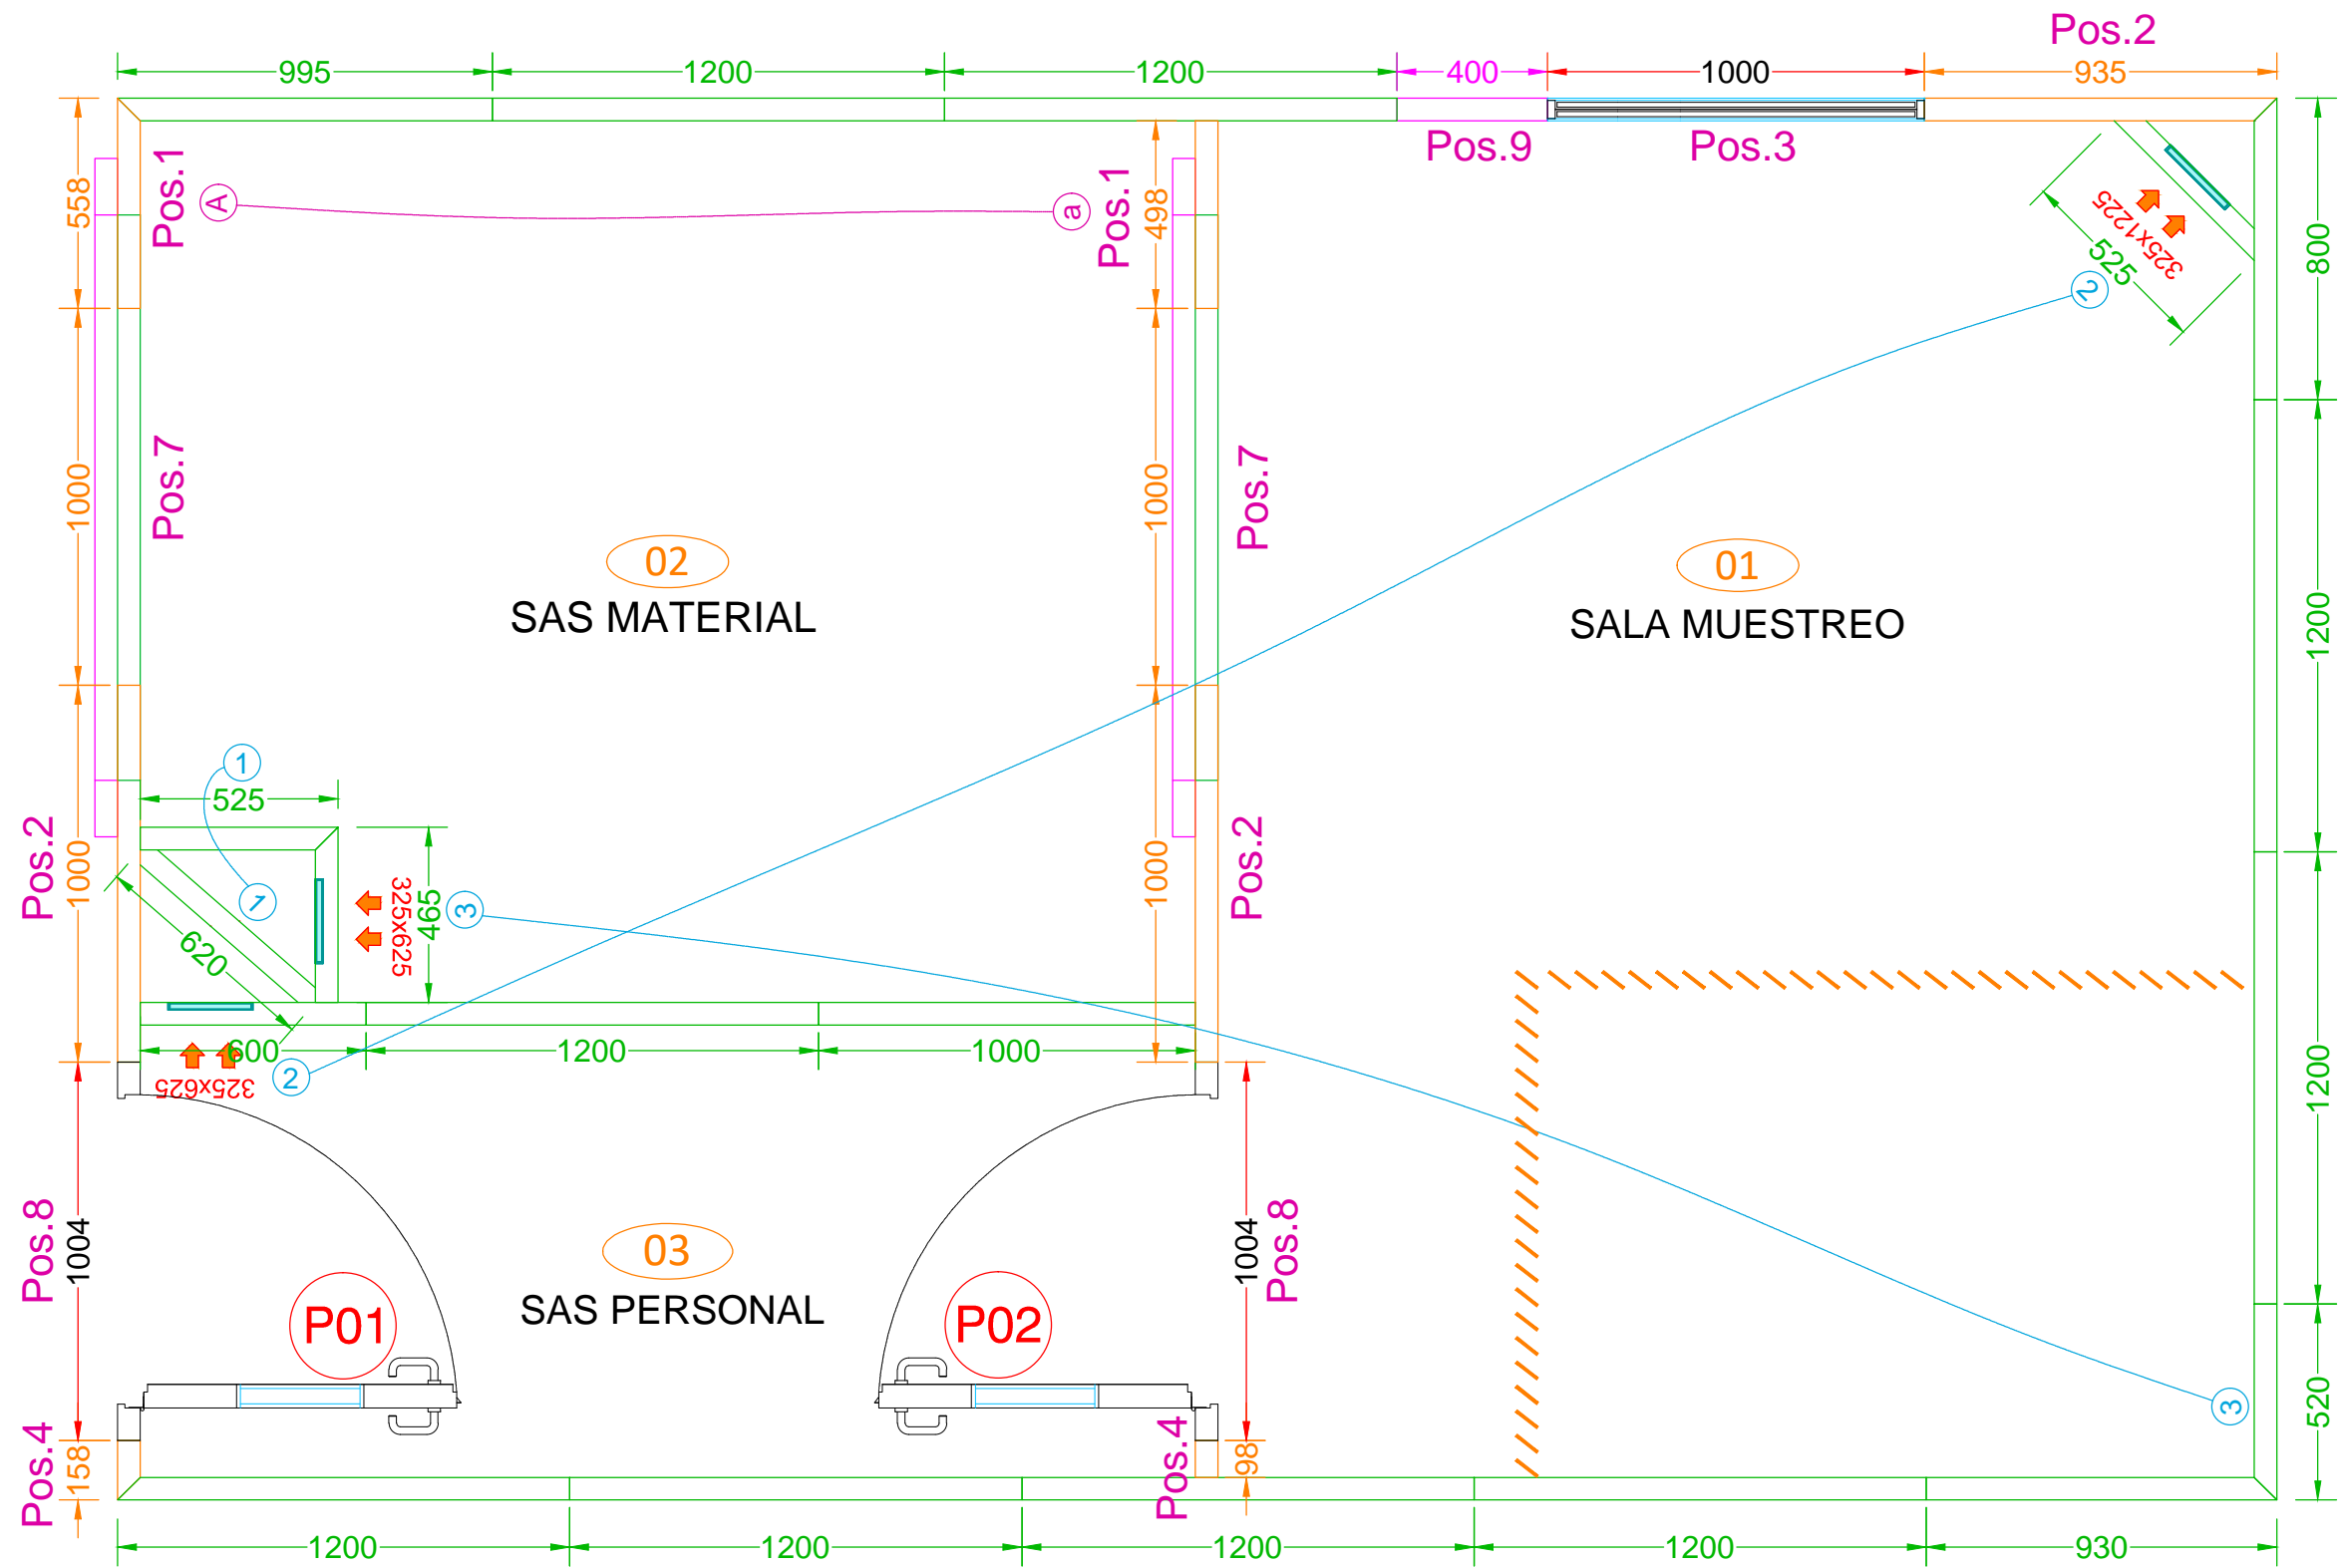 Pos.2
995
1200
1200
400
1000
935
Pos.9
Pos.3
558
Pos.1
A
a
Pos.1
498
325x1225
525
2
800
1000
Pos.7
1000
Pos.7
02
SAS MATERIAL
01
SALA MUESTREO
1200
1
525
Pos.2
1000
1
620
325x625
465
3
1000
Pos.2
600
1200
1000
325x625
2
1200
Pos.8
1004
03
SAS PERSONAL
P01
P02
1004
Pos.8
Pos.4
158
Pos.4
98
3
520
1200
1200
1200
1200
930